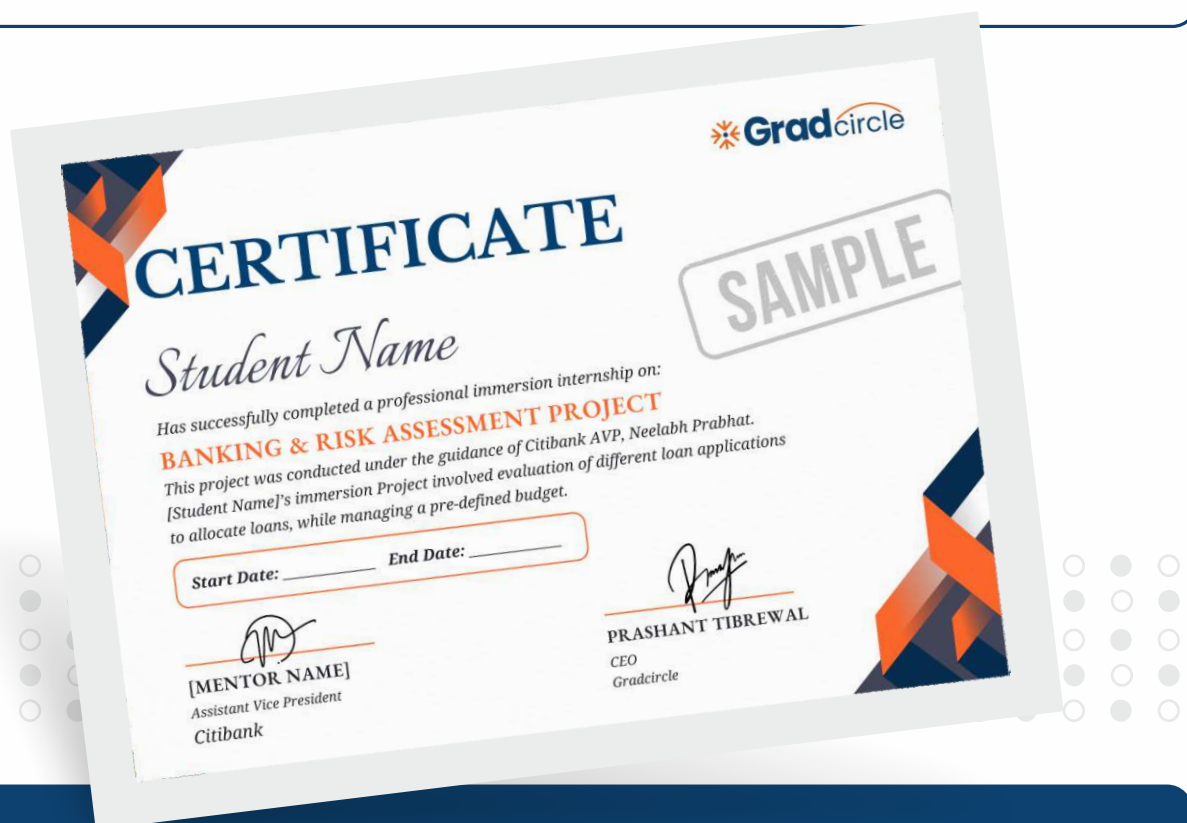 Gradcircle
CERTIFICATE
SAMPLE
Student Name
Has successfully completed a professional immersion internship on:
BANKING & RISK ASSESSMENT PROJECT
This project was conducted under the guidance of Citibank AVP, Neelabh Prabhat.
[Student Name]'s immersion Project involved evaluation of different loan applications
to allocate loans, while managing a pre-defined budget.
Start Date: __________ End Date: __________
[MENTOR NAME]
Assistant Vice President
Citibank
PRASHANT TIBREWAL
CEO
Gradcircle